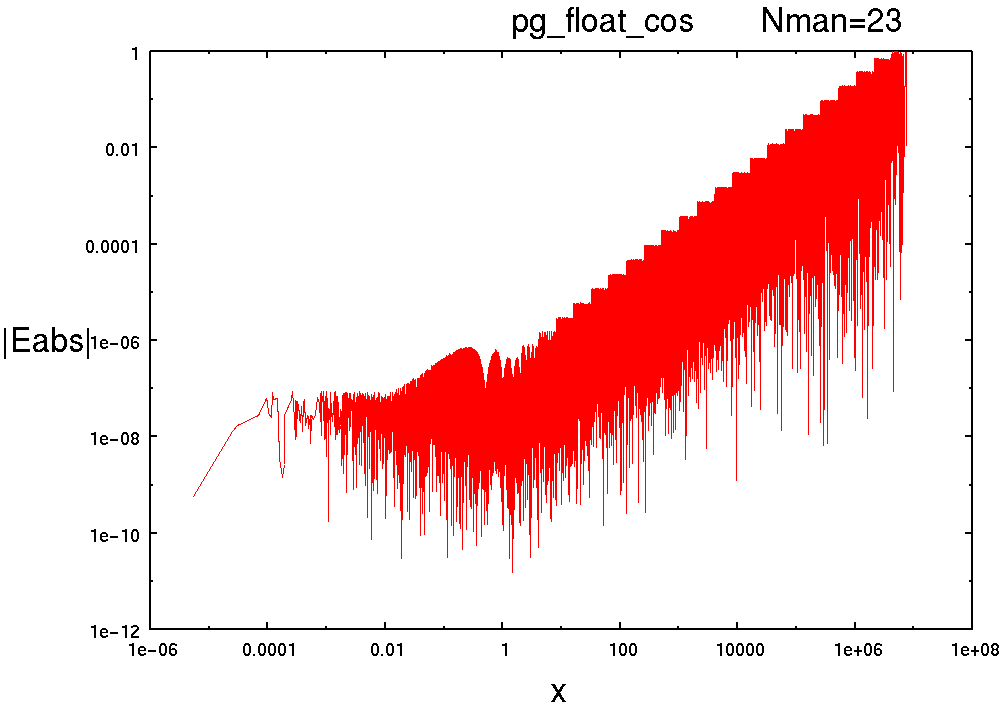 pg_float_cos Nman=23
1
0.01
0.0001
|Eabs|
1e-06
1e-08
1e-10
1e-12
1e-06 0.0001 0.01 1 100 10000 1e+06 1e+08
x